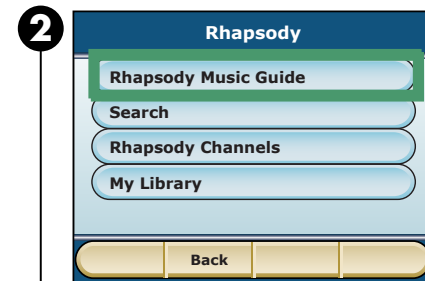 2
Rhapsody
Rhapsody Music Guide
Search
Rhapsody Channels
My Library
Back